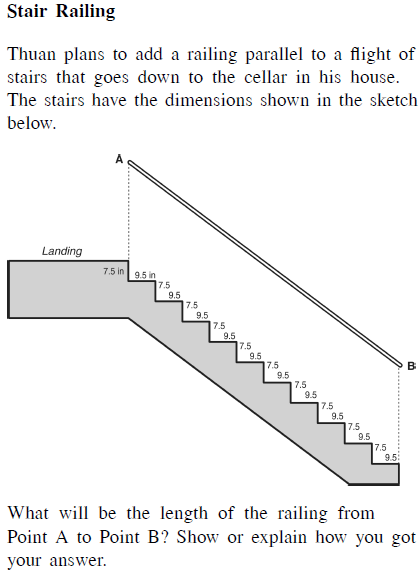 Stair Railing
Thuan plans to add a railing parallel to a flight of
stairs that goes down to the cellar in his house.
The stairs have the dimensions shown in the sketch
below.
A
Landing
7.5 in
9.5 in
7.5
9.5
7.5
9.5
7.5
9.5
7.5
9.5
7.5
9.5
7.5
9.5
7.5
9.5
7.5
9.5
7.5
9.5
B
What will be the length of the railing from
Point A to Point B? Show or explain how you got
your answer.